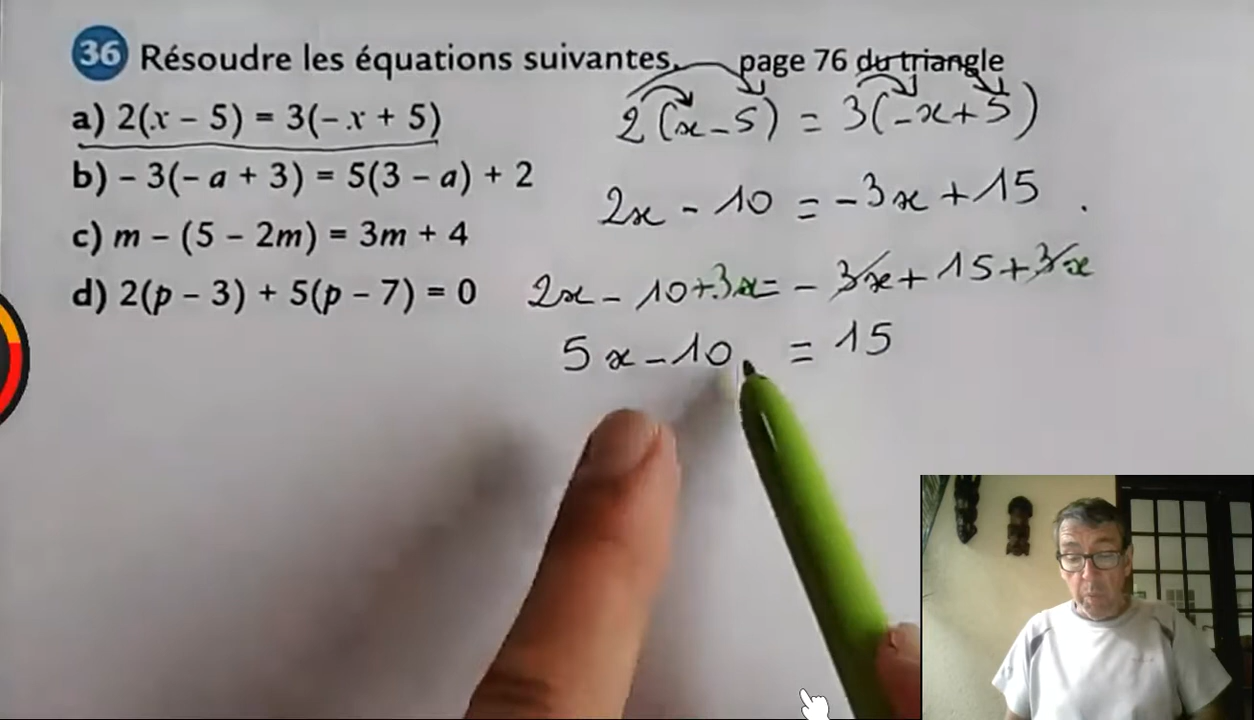 36 Résoudre les équations suivantes. page 76 du triangle
a) 2(x – 5) = 3(– x + 5)
b) – 3(– a + 3) = 5(3 – a) + 2
c) m – (5 – 2m) = 3m + 4
d) 2(p – 3) + 5(p – 7) = 0
2(x – 5) = 3(–x + 5)
2x – 10 = –3x + 15 .
2x – 10 + 3x = – 3x + 15 + 3x
5x – 10 = 15